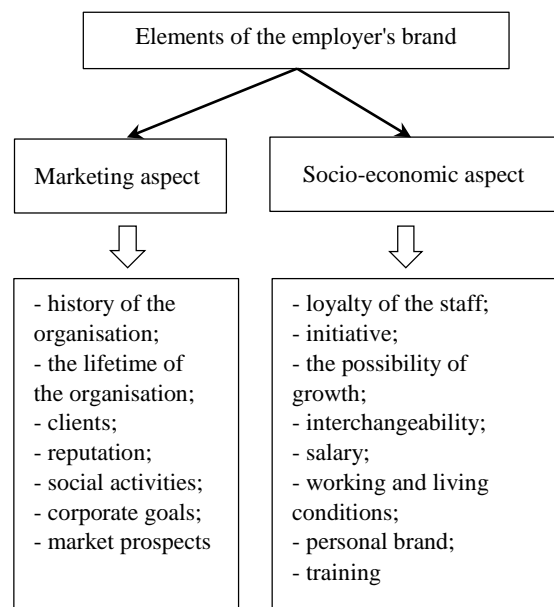 Elements of the employer's brand
Marketing aspect
Socio-economic aspect
- history of the
organisation;
- the lifetime of
the organisation;
- clients;
- reputation;
- social activities;
- corporate goals;
- market prospects
- loyalty of the staff;
- initiative;
- the possibility of
growth;
- interchangeability;
- salary;
- working and living
conditions;
- personal brand;
- training